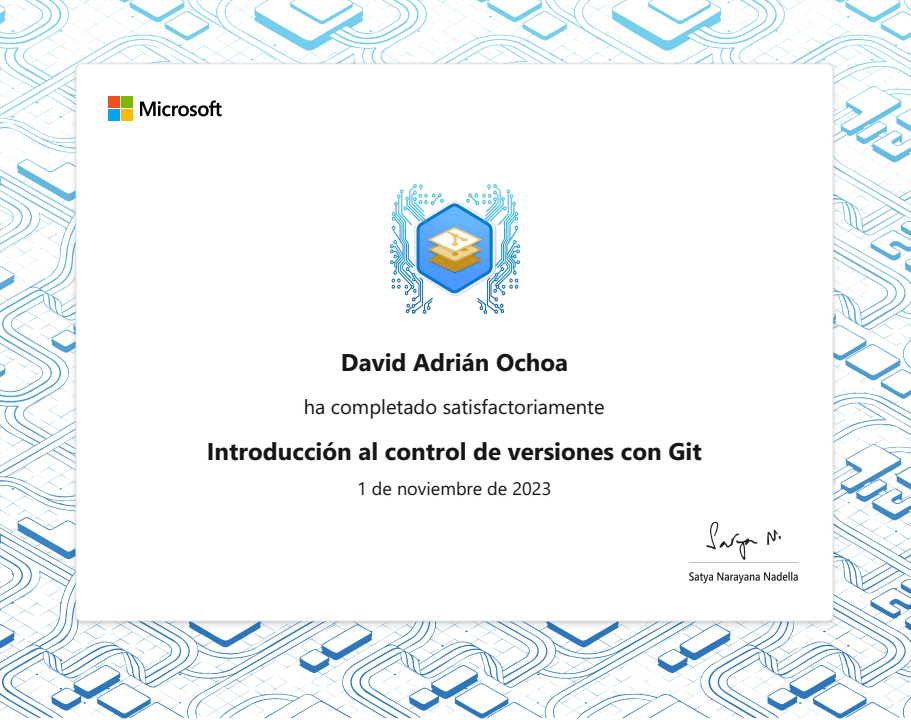 Microsoft
David Adrián Ochoa
ha completado satisfactoriamente
Introducción al control de versiones con Git
1 de noviembre de 2023
Satya N.
Satya Narayana Nadella